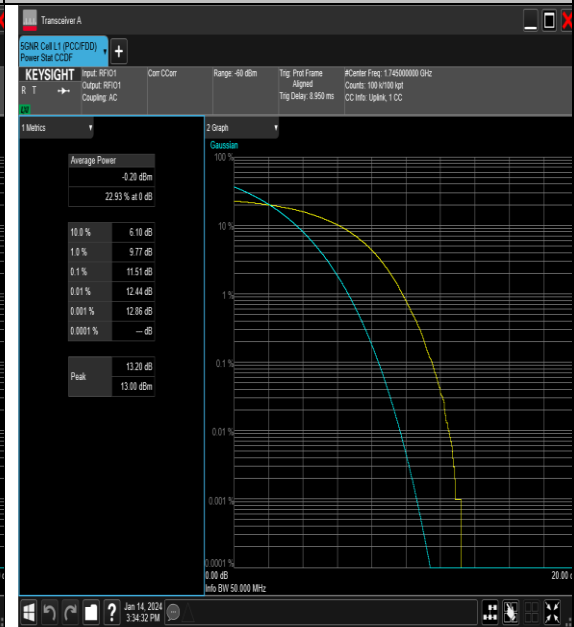 Transceiver A
5GNR Cell L1 (PCC/FDD)
Power Stat CCDF
+
KEYSIGHT
R T
LW
Input: RFIO1
Output: RFIO1
Coupling: AC
Corr CCorr
Range: -60 dBm
Trig: Prot Frame
Aligned
Trig Delay: 8.950 ms
#Center Freq: 1.745000000 GHz
Counts: 100 k/100 kpt
CC Info: Uplink, 1 CC
1 Metrics
Average Power
-0.20 dBm
22.93 % at 0 dB
10.0 % 6.10 dB
1.0 % 9.77 dB
0.1 % 11.51 dB
0.01 % 12.44 dB
0.001 % 12.86 dB
0.0001 % --- dB
Peak
13.20 dB
13.00 dBm
2 Graph
Gaussian
100 %
10 %
1 %
0.1 %
0.01 %
0.001 %
0.0001 %
0.00 dB
20.00
Info BW 50.000 MHz
?
Jan 14, 2024
3:34:32 PM